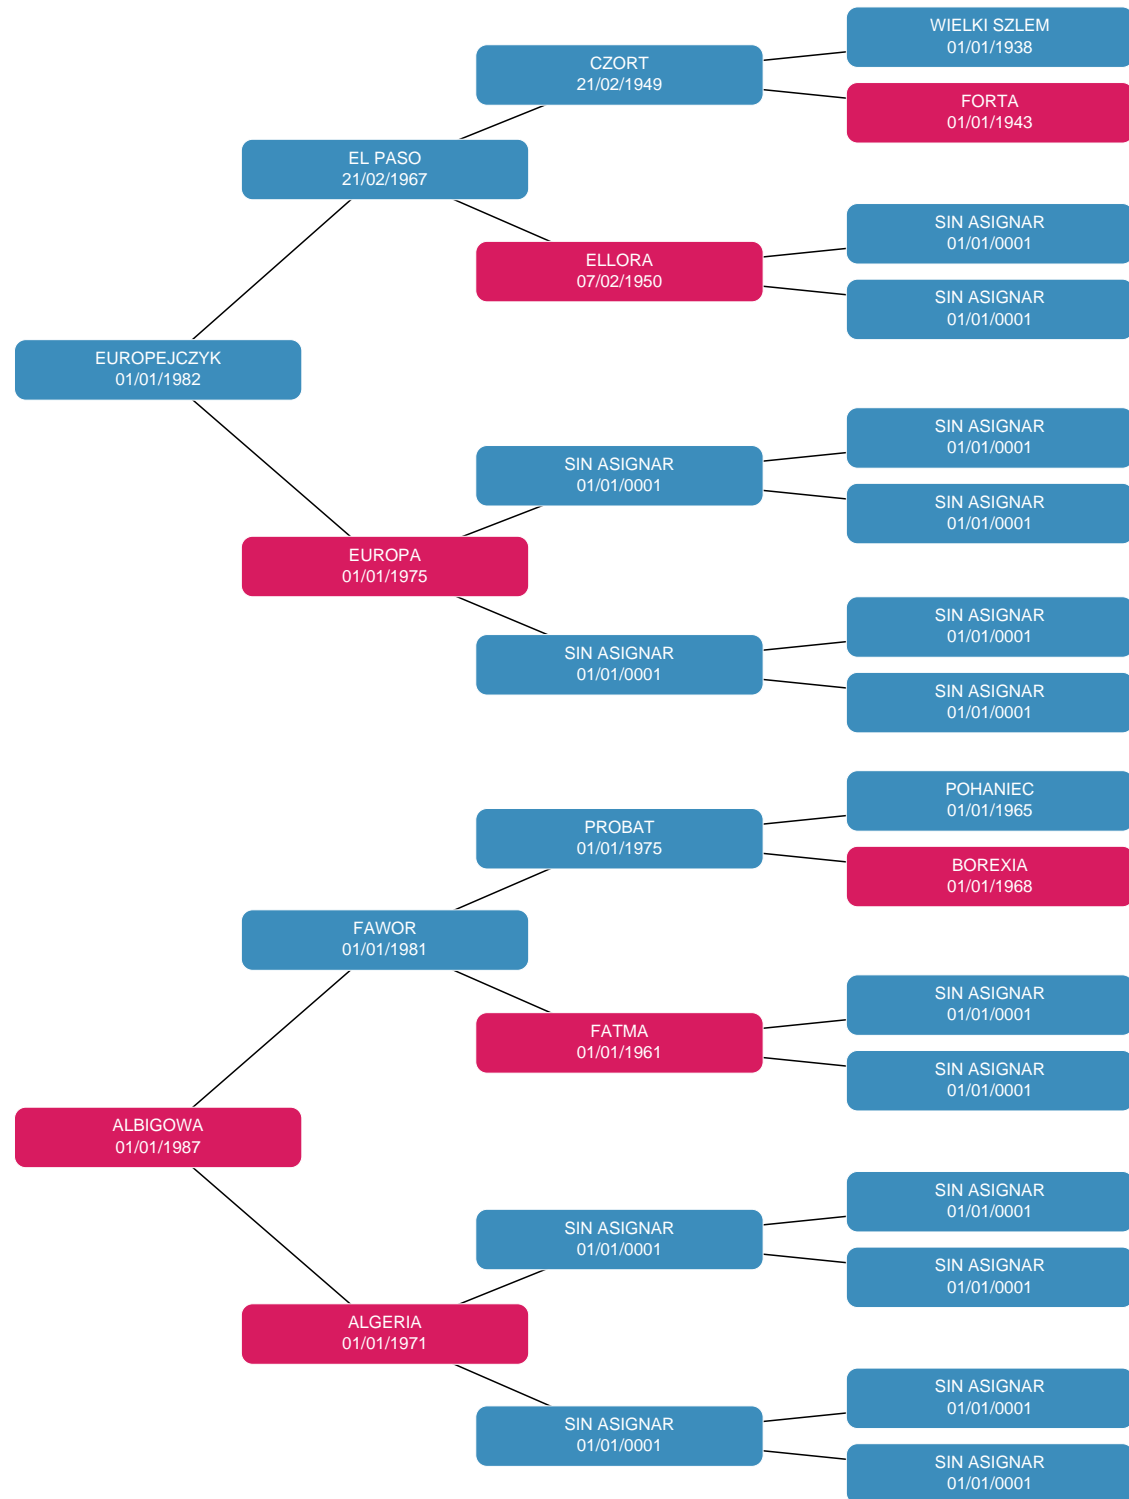 WIELKI SZLEM
01/01/1938
CZORT
21/02/1949
FORTA
01/01/1943
EL PASO
21/02/1967
SIN ASIGNAR
01/01/0001
ELLORA
07/02/1950
SIN ASIGNAR
01/01/0001
EUROPEJCZYK
01/01/1982
SIN ASIGNAR
01/01/0001
SIN ASIGNAR
01/01/0001
SIN ASIGNAR
01/01/0001
EUROPA
01/01/1975
SIN ASIGNAR
01/01/0001
SIN ASIGNAR
01/01/0001
SIN ASIGNAR
01/01/0001
POHANIEC
01/01/1965
PROBAT
01/01/1975
BOREXIA
01/01/1968
FAWOR
01/01/1981
SIN ASIGNAR
01/01/0001
FATMA
01/01/1961
SIN ASIGNAR
01/01/0001
ALBIGOWA
01/01/1987
SIN ASIGNAR
01/01/0001
SIN ASIGNAR
01/01/0001
SIN ASIGNAR
01/01/0001
ALGERIA
01/01/1971
SIN ASIGNAR
01/01/0001
SIN ASIGNAR
01/01/0001
SIN ASIGNAR
01/01/0001